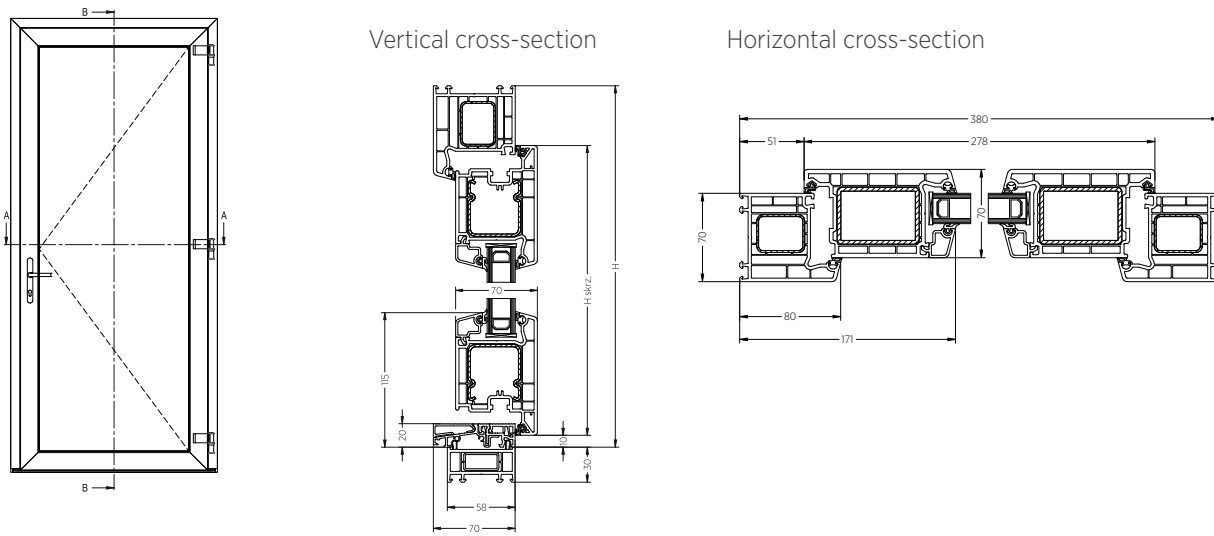 B
A
A
B
Vertical cross-section
70
115
20
10
30
58
70
H skrz.
H
Horizontal cross-section
380
51
278
70
70
80
171